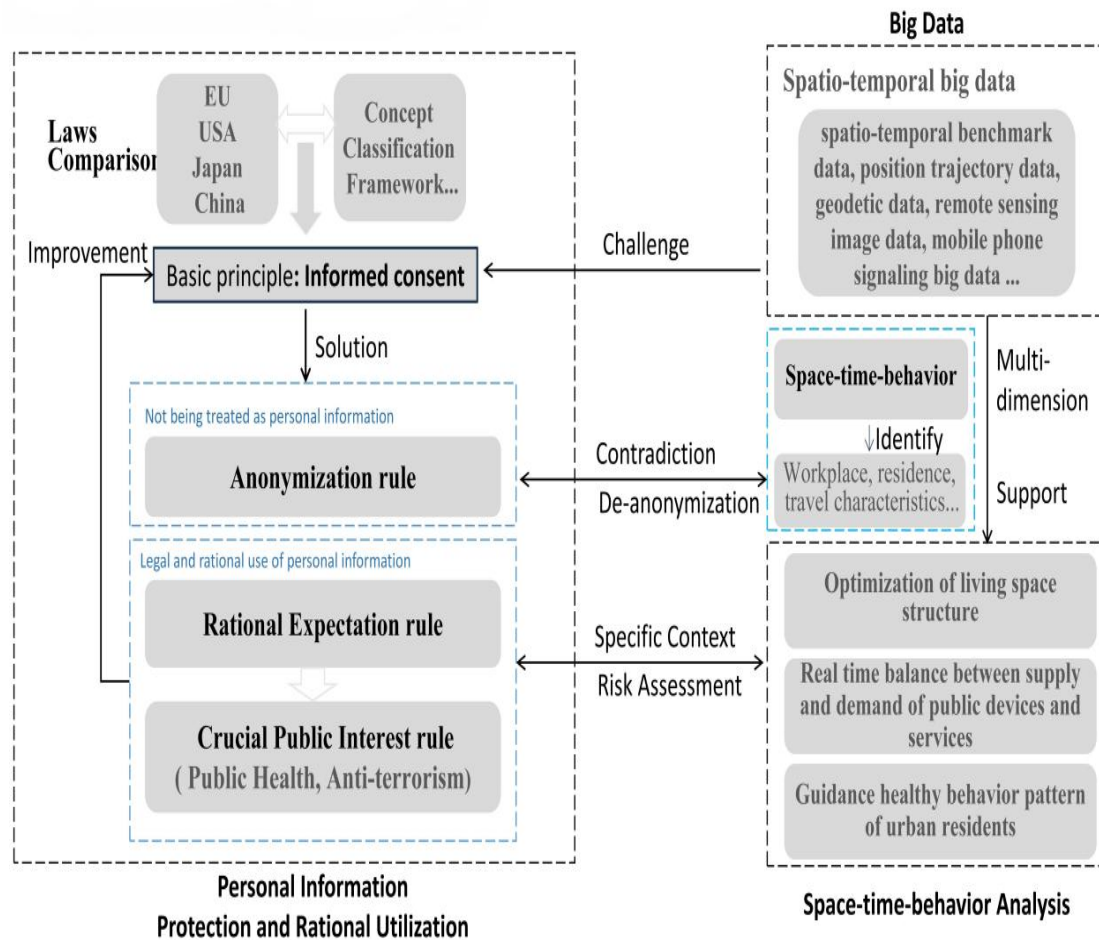 Big Data
Laws
Comparison
EU
USA
Japan
China
Concept
Classification
Framework...
Improvement
Basic principle: Informed consent
Solution
Not being treated as personal information
Anonymization rule
Legal and rational use of personal information
Rational Expectation rule
Crucial Public Interest rule
( Public Health, Anti-terrorism)
Personal Information
Protection and Rational Utilization
Challenge
Contradiction
De-anonymization
Specific Context
Risk Assessment
Spatio-temporal big data
spatio-temporal benchmark
data, position trajectory data,
geodetic data, remote sensing
image data, mobile phone
signaling big data ...
Space-time-behavior
↓Identify
Workplace, residence,
travel characteristics...
Multi-
dimension
Support
Optimization of living space
structure
Real time balance between supply
and demand of public devices and
services
Guidance healthy behavior pattern
of urban residents
Space-time-behavior Analysis